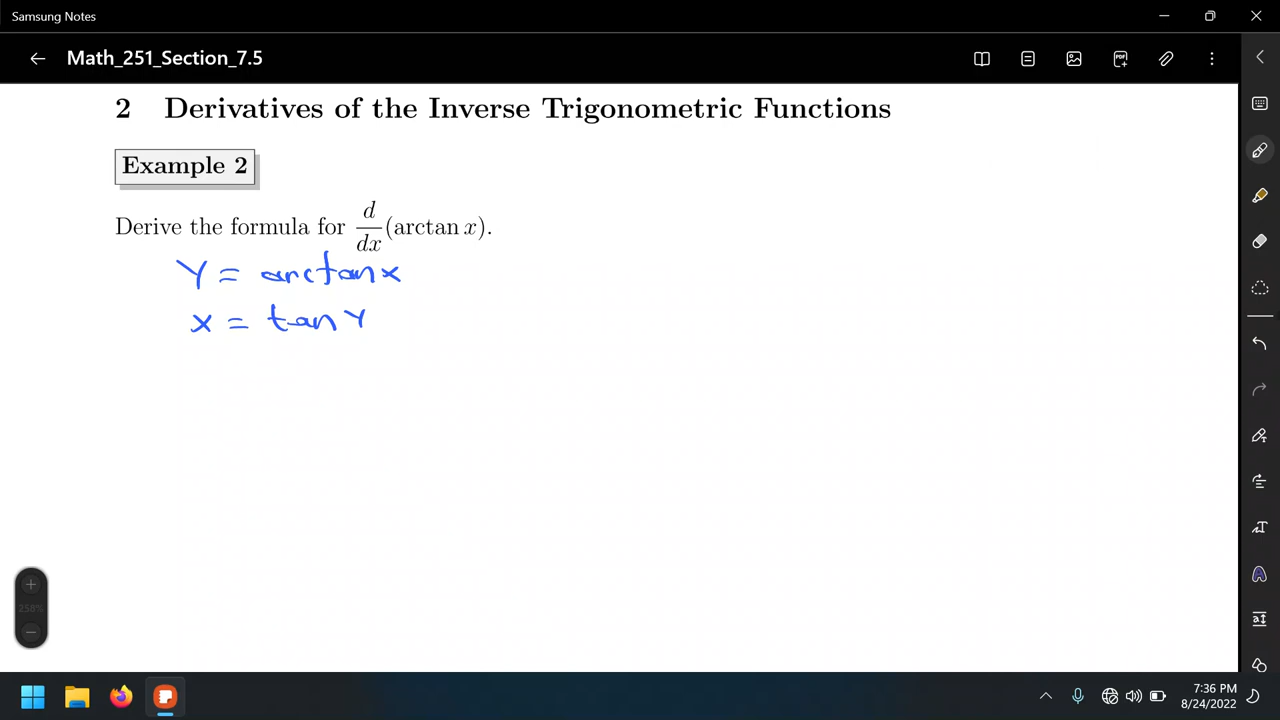 Samsung Notes
Math_251_Section_7.5
2 Derivatives of the Inverse Trigonometric Functions
Example 2
Derive the formula for d/dx (arctan x).
Y = arctan x
x = tan Y
258%
7:36 PM
8/24/2022